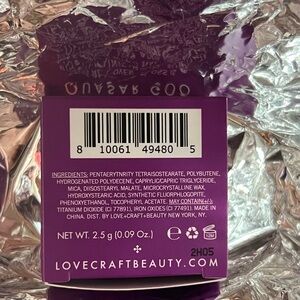 QUASAR GOO
8 10061 49480 5
INGREDIENTS: PENTAERYTNRITY TETRAISOSTEARATE, POLYBUTENE,
HYDROGENATED POLYDECENE, CAPRYLIC/CAPRIC TRIGLYCERIDE,
MICA, DIISOSTEARYL MALATE, MICROCRYSTALLINE WAX,
HYDROXYSTEARIC ACID, SYNTHETIC FLUORPHLOGOPITE,
PHENOXYETHANOL, TOCOPHERYL ACETATE. MAY CONTAIN(+/-):
TITANIUM DIOXIDE (CI 77891), IRON OXIDES (CI 77491). MADE IN
CHINA. DIST. BY LOVE+CRAFT+BEAUTY NEW YORK, NY.
NET WT. 2.5 g (0.09 Oz.)
2H05
LOVECRAFTBEAUTY.COM